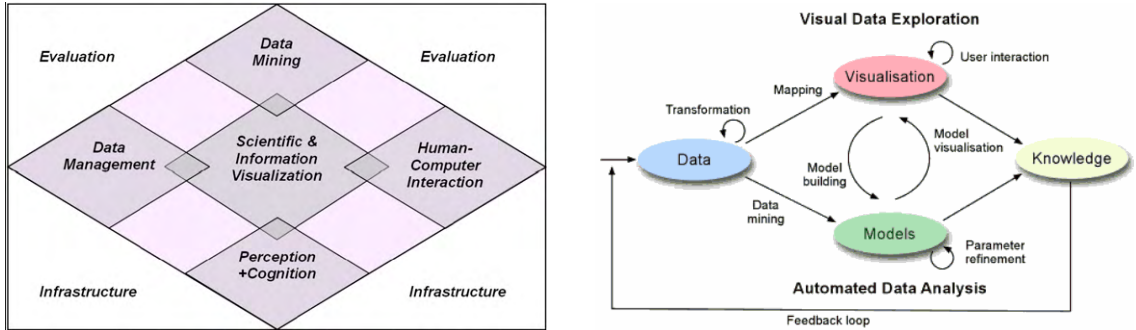 Evaluation
Data
Mining
Evaluation
Data
Management
Scientific &
Information
Visualization
Human-
Computer
Interaction
Perception
+Cognition
Infrastructure
Infrastructure
Visual Data Exploration
Visualisation
User interaction
Mapping
Transformation
Data
Model
building
Model
visualisation
Knowledge
Data
mining
Models
Parameter
refinement
Automated Data Analysis
Feedback loop